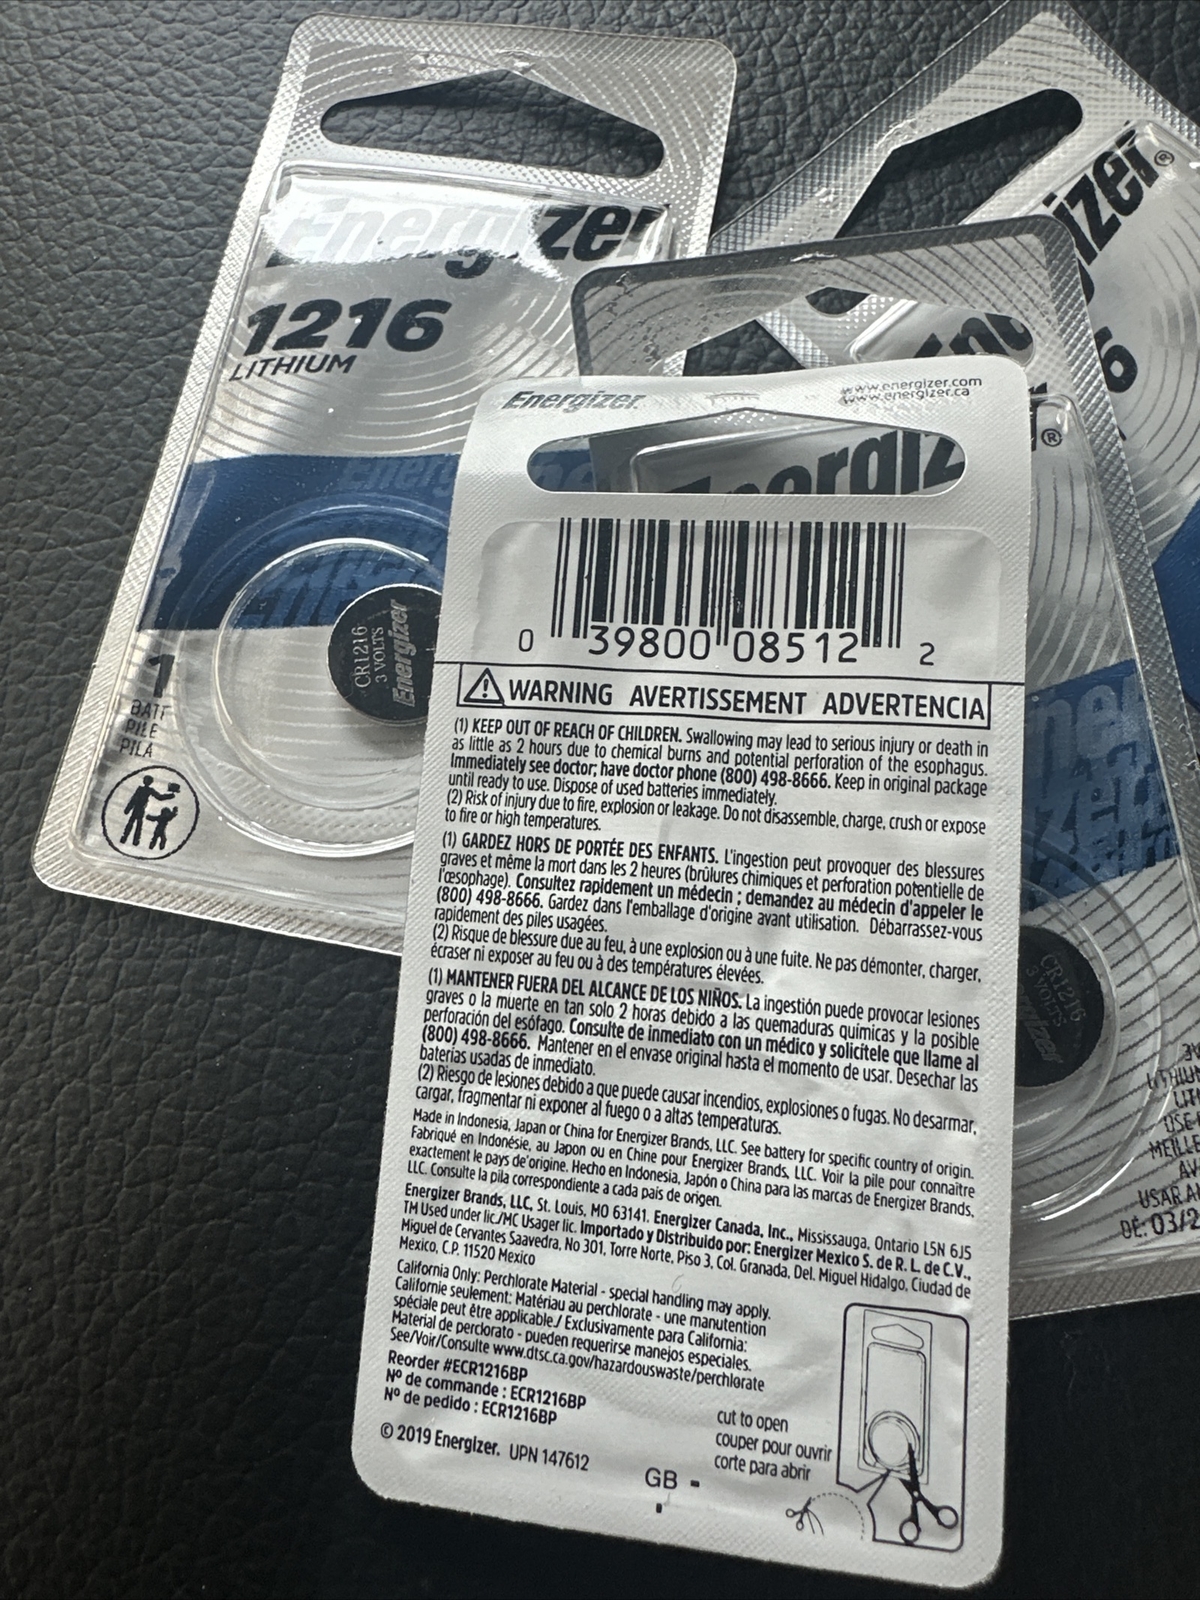 Energizer
1216
LITHIUM
Energ
CR1216
3 VOLTS
Energizer
1
BATT
PILE
PILA
izer®
6
Energizer
www.energizer.com
www.energizer.ca
Energiz
®
0 39800 08512 2
WARNING AVERTISSEMENT ADVERTENCIA
(1) KEEP OUT OF REACH OF CHILDREN. Swallowing may lead to serious injury or death in
as little as 2 hours due to chemical burns and potential perforation of the esophagus.
Immediately see doctor; have doctor phone (800) 498-8666. Keep in original package
until ready to use. Dispose of used batteries immediately.
(2) Risk of injury due to fire, explosion or leakage. Do not disassemble, charge, crush or expose
to fire or high temperatures.
(1) GARDEZ HORS DE PORTÉE DES ENFANTS. L'ingestion peut provoquer des blessures
graves et même la mort dans les 2 heures (brûlures chimiques et perforation potentielle de
l'œsophage). Consultez rapidement un médecin ; demandez au médecin d'appeler le
(800) 498-8666. Gardez dans l'emballage d'origine avant utilisation. Débarrassez-vous
rapidement des piles usagées.
(2) Risque de blessure due au feu, à une explosion ou à une fuite. Ne pas démonter, charger,
écraser ni exposer au feu ou à des températures élevées.
(1) MANTENER FUERA DEL ALCANCE DE LOS NIÑOS. La ingestión puede provocar lesiones
graves o la muerte en tan solo 2 horas debido a las quemaduras químicas y la posible
perforación del esófago. Consulte de inmediato con un médico y solicítele que llame al
(800) 498-8666. Mantener en el envase original hasta el momento de usar. Desechar las
baterías usadas de inmediato.
(2) Riesgo de lesiones debido a que puede causar incendios, explosiones o fugas. No desarmar,
cargar, fragmentar ni exponer al fuego o a altas temperaturas.
Made in Indonesia, Japan or China for Energizer Brands, LLC. See battery for specific country of origin.
Fabriqué en Indonésie, au Japon ou en Chine pour Energizer Brands, LLC. Voir la pile pour connaître
exactement le pays d'origine. Hecho en Indonesia, Japón o China para las marcas de Energizer Brands,
LLC. Consulte la pila correspondiente a cada país de origen.
Energizer Brands, LLC, St. Louis, MO 63141. Energizer Canada, Inc., Mississauga, Ontario L5N 6J5
TM Used under lic./MC Usager lic. Importado y Distribuido por: Energizer Mexico S. de R. L. de C.V.,
Miguel de Cervantes Saavedra, No 301, Torre Norte, Piso 3, Col. Granada, Del. Miguel Hidalgo, Ciudad de
Mexico, C.P. 11520 Mexico
California Only: Perchlorate Material - special handling may apply.
Californie seulement: Matériau au perchlorate - une manutention
spéciale peut être applicable./ Exclusivamente para California:
Material de perclorato - pueden requerirse manejos especiales.
See/Voir/Consulte www.dtsc.ca.gov/hazardouswaste/perchlorate
Reorder #ECR1216BP
Nº de commande : ECR1216BP
Nº de pedido : ECR1216BP
© 2019 Energizer. UPN 147612
cut to open
couper pour ouvrir
corte para abrir
GB -
CR1216
3 VOLTS
Energizer
3V
LITHIUM
LIT
USE
MEILLE
AV
USAR AN
DE: 03/2